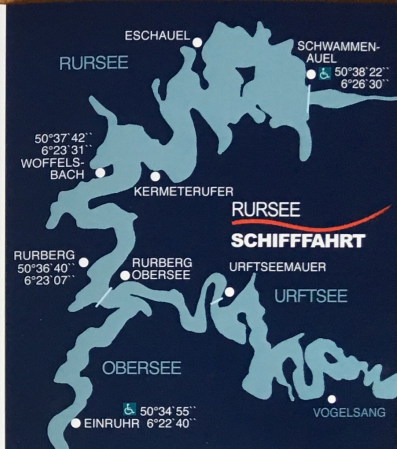 ESCHAUEL
SCHWAMMEN-
AUEL
50°38`22``
6°26`30``
RURSEE
50°37`42``
6°23`31``
WOFFELS-
BACH
KERMETERUFER
RURSEE
SCHIFFFAHRT
RURBERG
50°36`40``
6°23`07``
RURBERG
OBERSEE
URFTSEEMAUER
URFTSEE
OBERSEE
VOGELSANG
50°34`55``
EINRUHR 6°22`40``